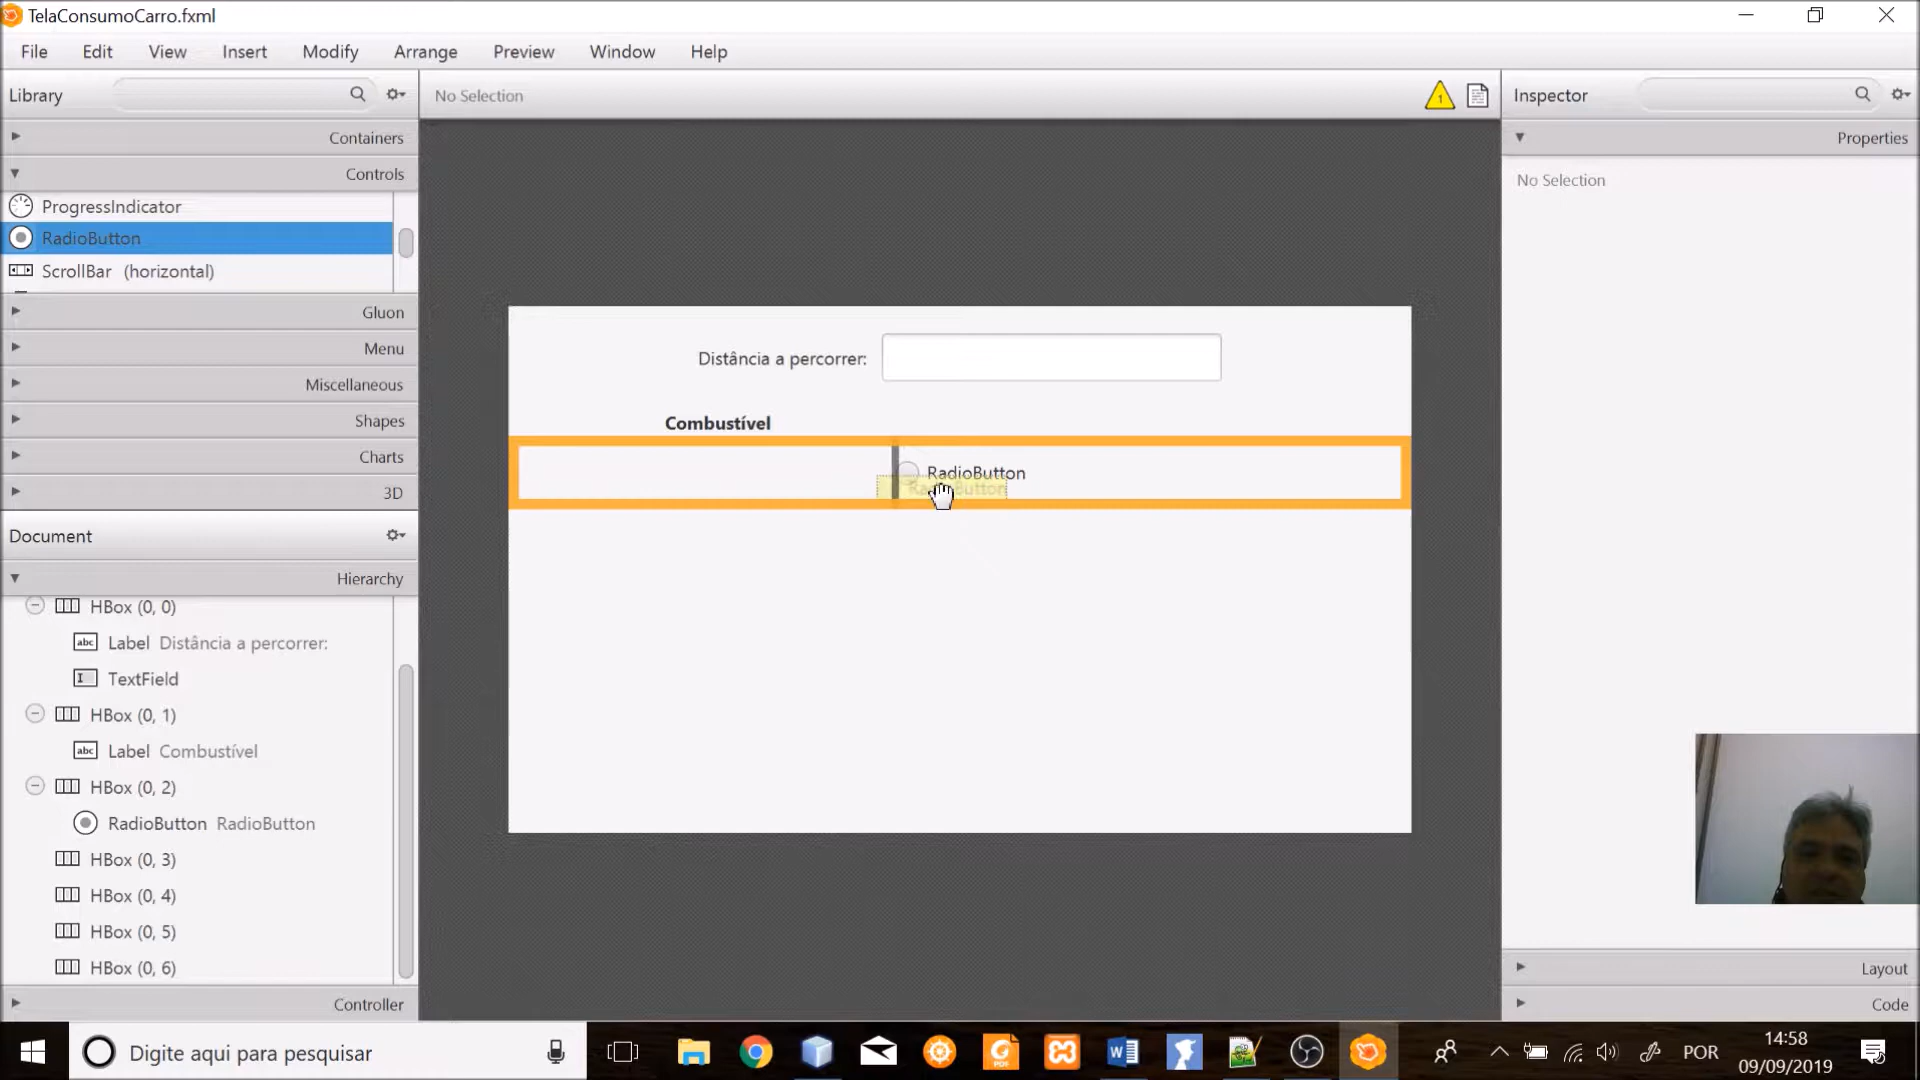 TelaConsumoCarro.fxml
File Edit View Insert Modify Arrange Preview Window Help
Library
No Selection
1
Inspector
Containers
Properties
Controls
No Selection
ProgressIndicator
RadioButton
ScrollBar (horizontal)
Gluon
Menu
Miscellaneous
Shapes
Charts
3D
Distância a percorrer:
Combustível
RadioButton
RadioButton
Document
Hierarchy
HBox (0, 0)
abc Label Distância a percorrer:
TextField
HBox (0, 1)
abc Label Combustível
HBox (0, 2)
RadioButton RadioButton
HBox (0, 3)
HBox (0, 4)
HBox (0, 5)
HBox (0, 6)
Controller
Layout
Code
Digite aqui para pesquisar
POR
14:58
09/09/2019